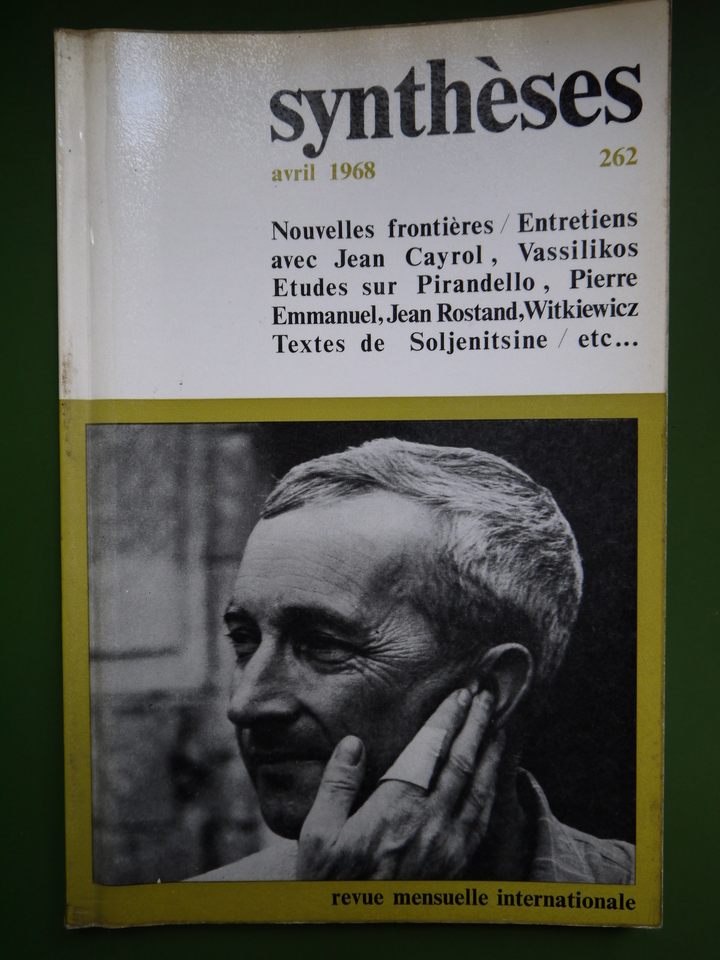 synthèses
avril 1968 262
Nouvelles frontières / Entretiens
avec Jean Cayrol, Vassilikos
Etudes sur Pirandello, Pierre
Emmanuel, Jean Rostand, Witkiewicz
Textes de Soljenitsine / etc...
revue mensuelle internationale